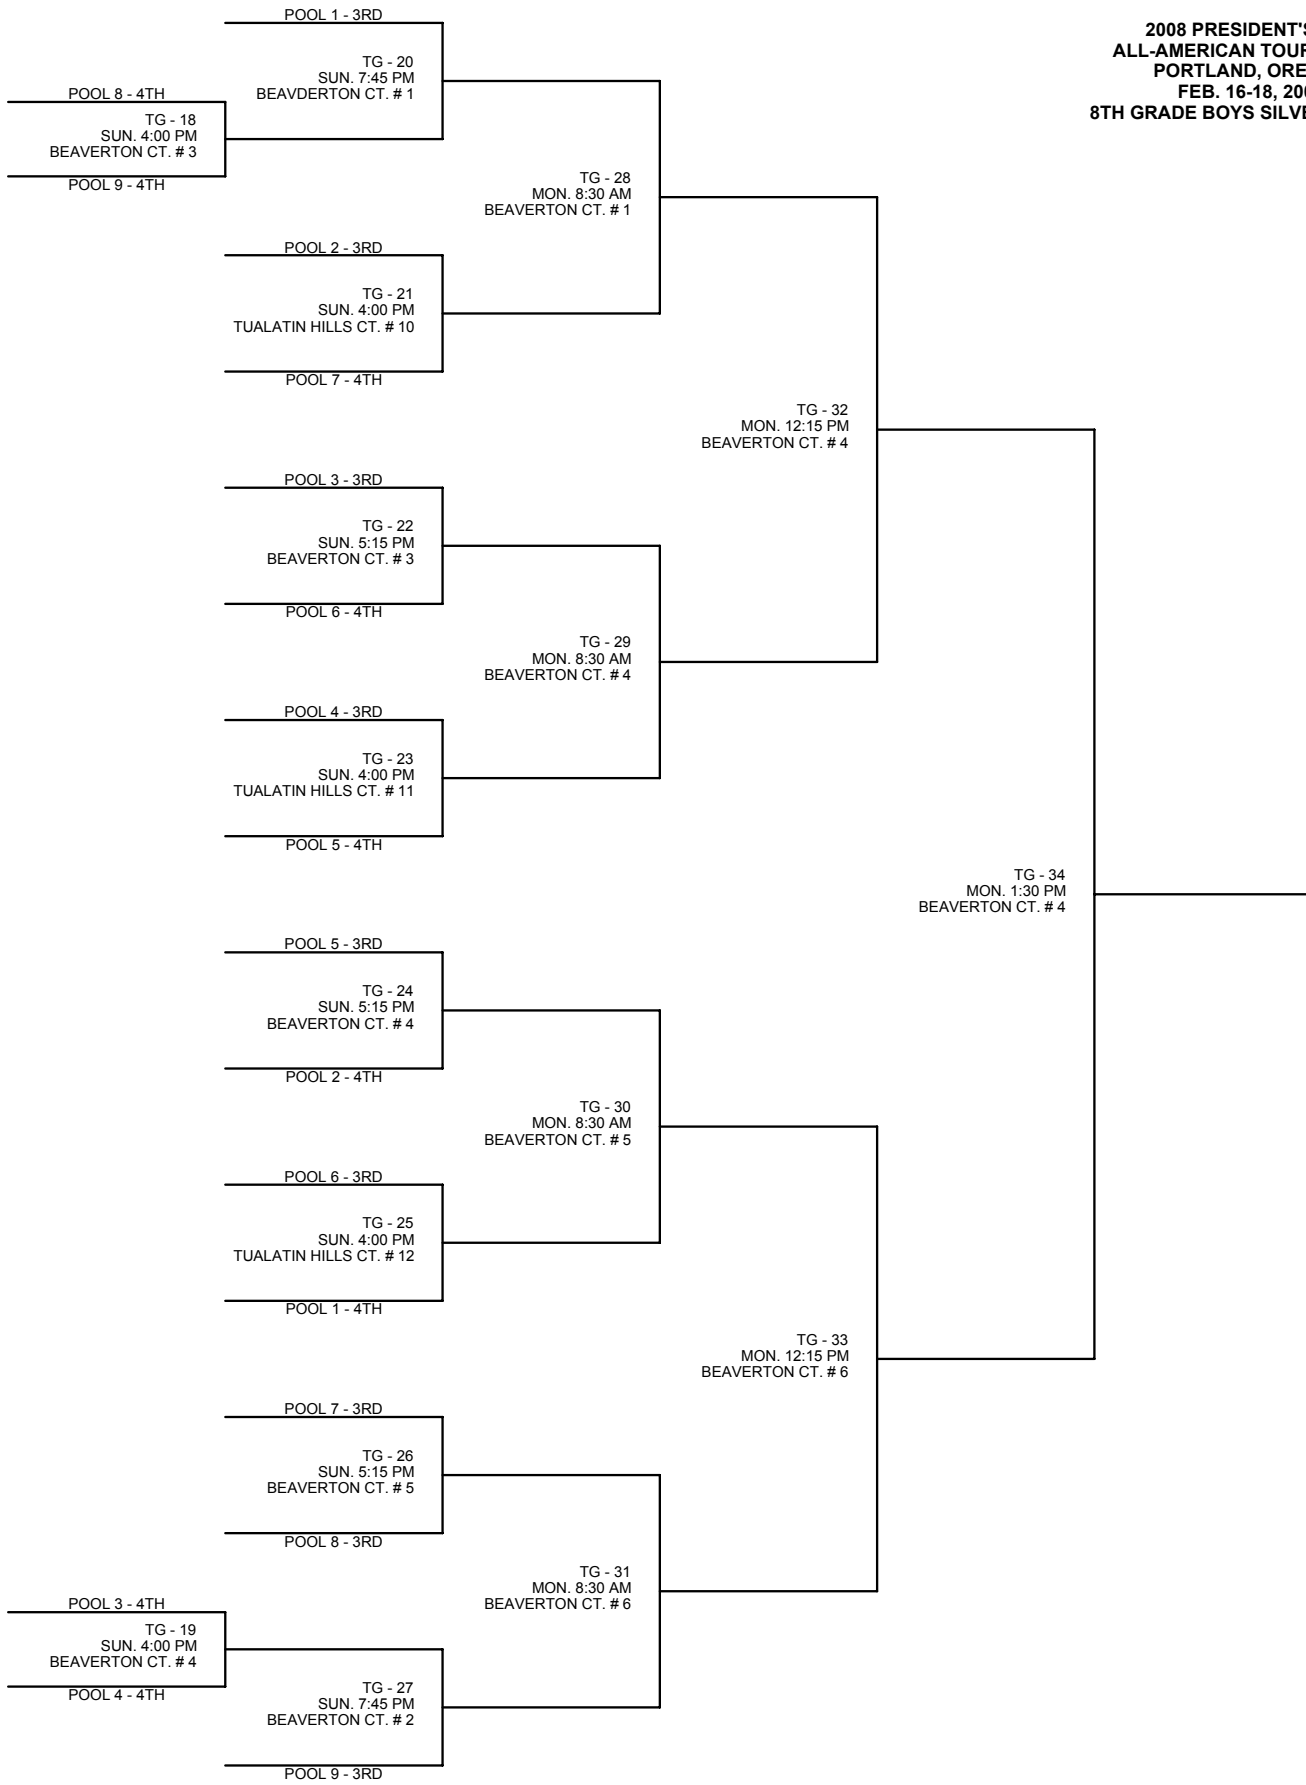 2008 PRESIDENT'S
ALL-AMERICAN
PORTLAND,
FEB. 16-18,
8TH GRADE BOYS
POOL 1 - 3RD
TG - 20
SUN. 7:45 PM
BEAVDERTON CT. # 1
POOL 8 - 4TH
TG - 18
SUN. 4:00 PM
BEAVERTON CT. # 3
POOL 9 - 4TH
TG - 28
MON. 8:30 AM
BEAVERTON CT. # 1
POOL 2 - 3RD
TG - 21
SUN. 4:00 PM
TUALATIN HILLS CT. # 10
POOL 7 - 4TH
TG - 32
MON. 12:15 PM
BEAVERTON CT. # 4
POOL 3 - 3RD
TG - 22
SUN. 5:15 PM
BEAVERTON CT. # 3
POOL 6 - 4TH
TG - 29
MON. 8:30 AM
BEAVERTON CT. # 4
POOL 4 - 3RD
TG - 23
SUN. 4:00 PM
TUALATIN HILLS CT. # 11
POOL 5 - 4TH
TG - 34
MON. 1:30 PM
BEAVERTON CT. # 4
POOL 5 - 3RD
TG - 24
SUN. 5:15 PM
BEAVERTON CT. # 4
POOL 2 - 4TH
TG - 30
MON. 8:30 AM
BEAVERTON CT. # 5
POOL 6 - 3RD
TG - 25
SUN. 4:00 PM
TUALATIN HILLS CT. # 12
POOL 1 - 4TH
TG - 33
MON. 12:15 PM
BEAVERTON CT. # 6
POOL 7 - 3RD
TG - 26
SUN. 5:15 PM
BEAVERTON CT. # 5
POOL 8 - 3RD
TG - 31
MON. 8:30 AM
BEAVERTON CT. # 6
POOL 3 - 4TH
TG - 19
SUN. 4:00 PM
BEAVERTON CT. # 4
POOL 4 - 4TH
TG - 27
SUN. 7:45 PM
BEAVERTON CT. # 2
POOL 9 - 3RD